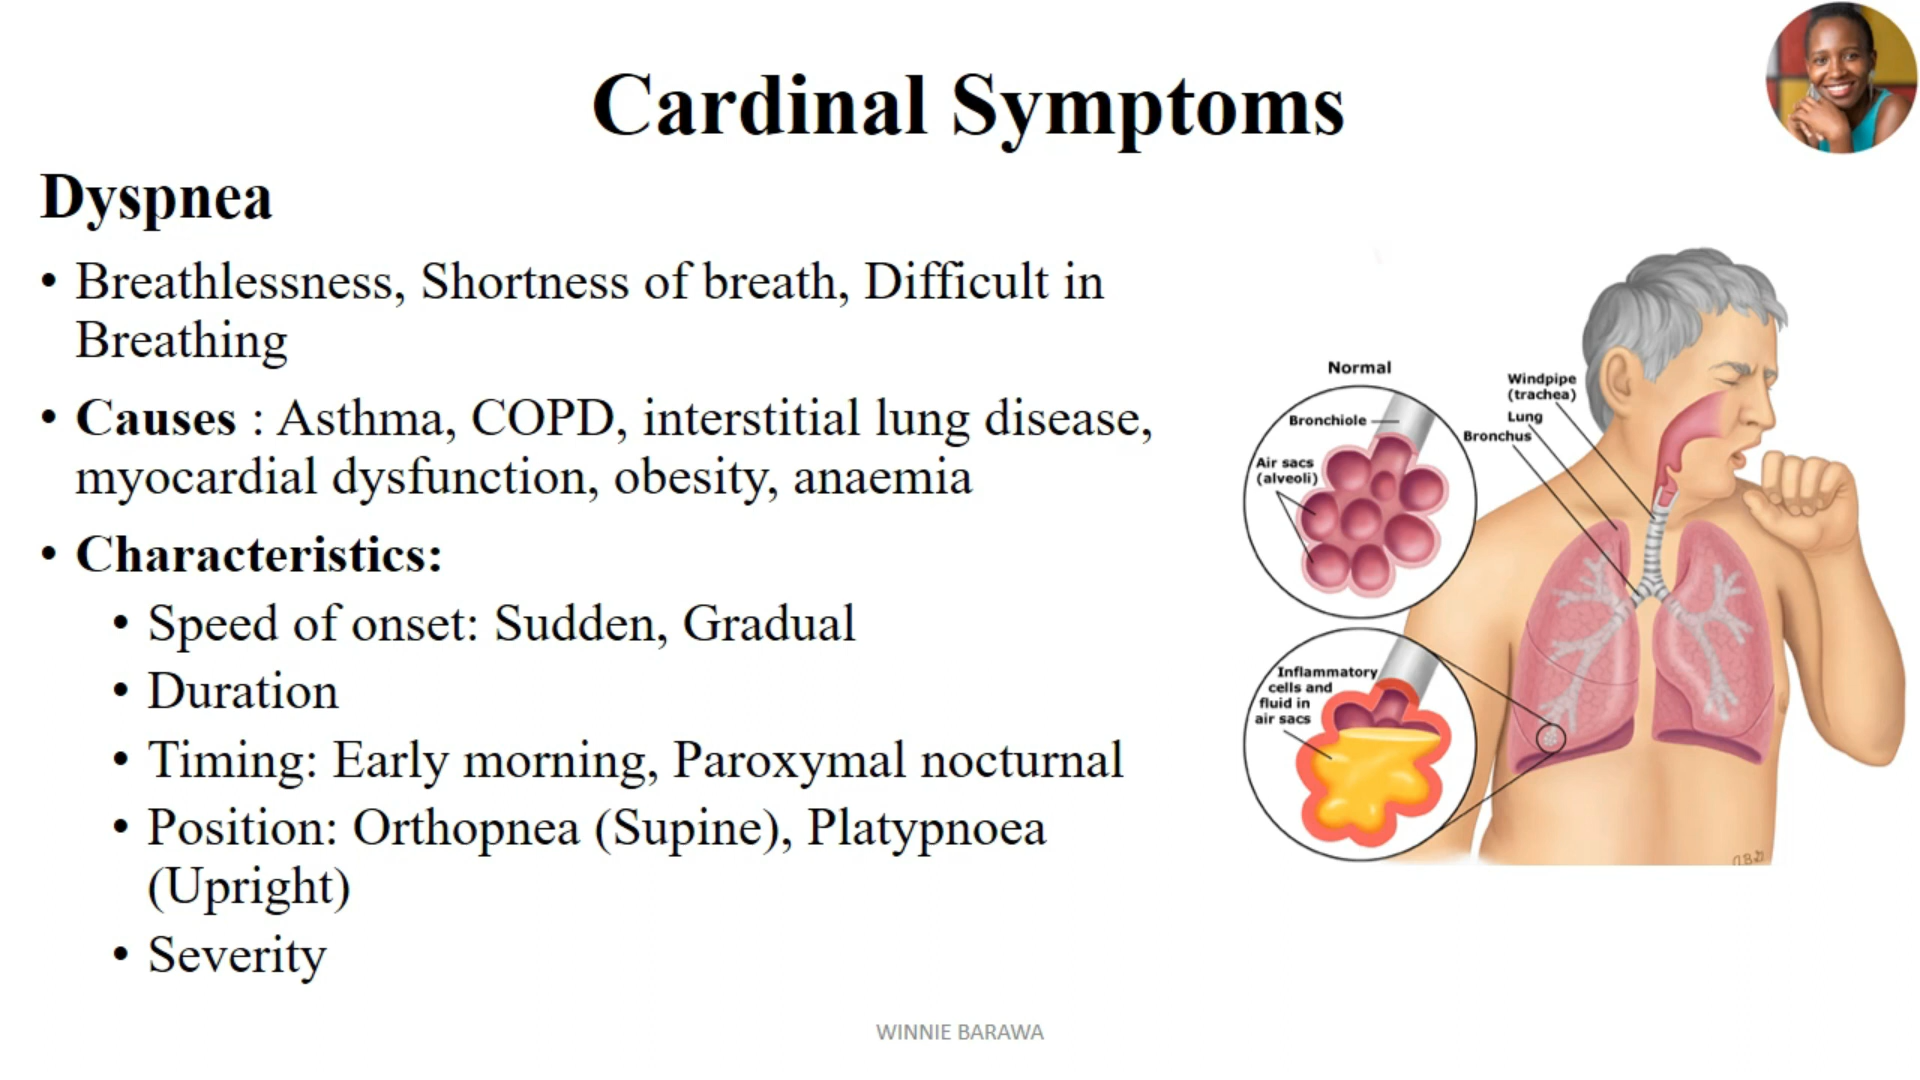 Cardinal Symptoms
Dyspnea
• Breathlessness, Shortness of breath, Difficult in
Breathing
• Causes : Asthma, COPD, interstitial lung disease,
myocardial dysfunction, obesity, anaemia
• Characteristics:
• Speed of onset: Sudden, Gradual
• Duration
• Timing: Early morning, Paroxymal nocturnal
• Position: Orthopnea (Supine), Platypnoea
(Upright)
• Severity
Normal
Bronchiole
Air sacs
(alveoli)
Windpipe
(trachea)
Lung
Bronchus
Inflammatory
cells and
fluid in
air sacs
WINNIE BARAWA